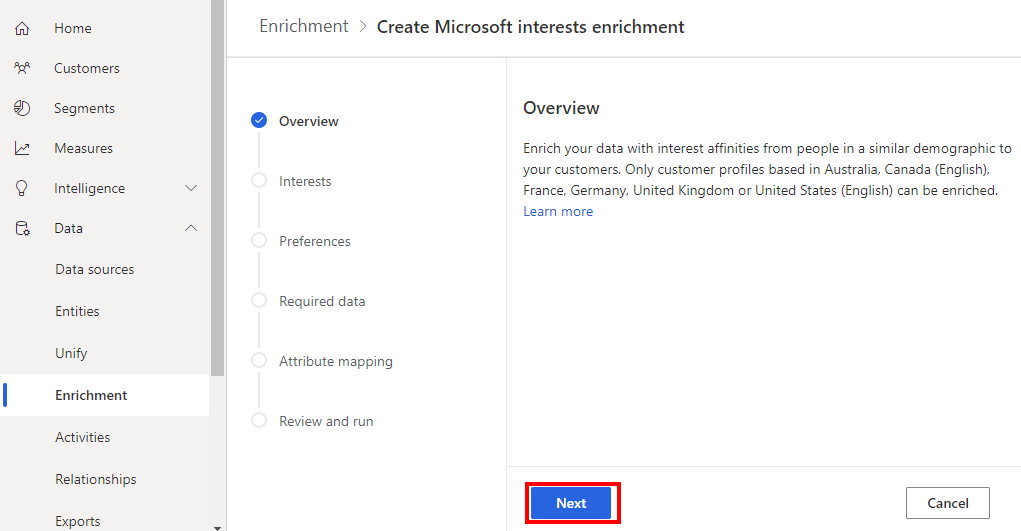 Home
Customers
Segments
Measures
Intelligence
Data
Data sources
Entities
Unify
Enrichment
Activities
Relationships
Exports
Enrichment > Create Microsoft interests enrichment
Overview
Interests
Preferences
Required data
Attribute mapping
Review and run
Overview
Enrich your data with interest affinities from people in a similar demographic to
your customers. Only customer profiles based in Australia, Canada (English),
France, Germany, United Kingdom or United States (English) can be enriched.
Learn more
Next
Cancel